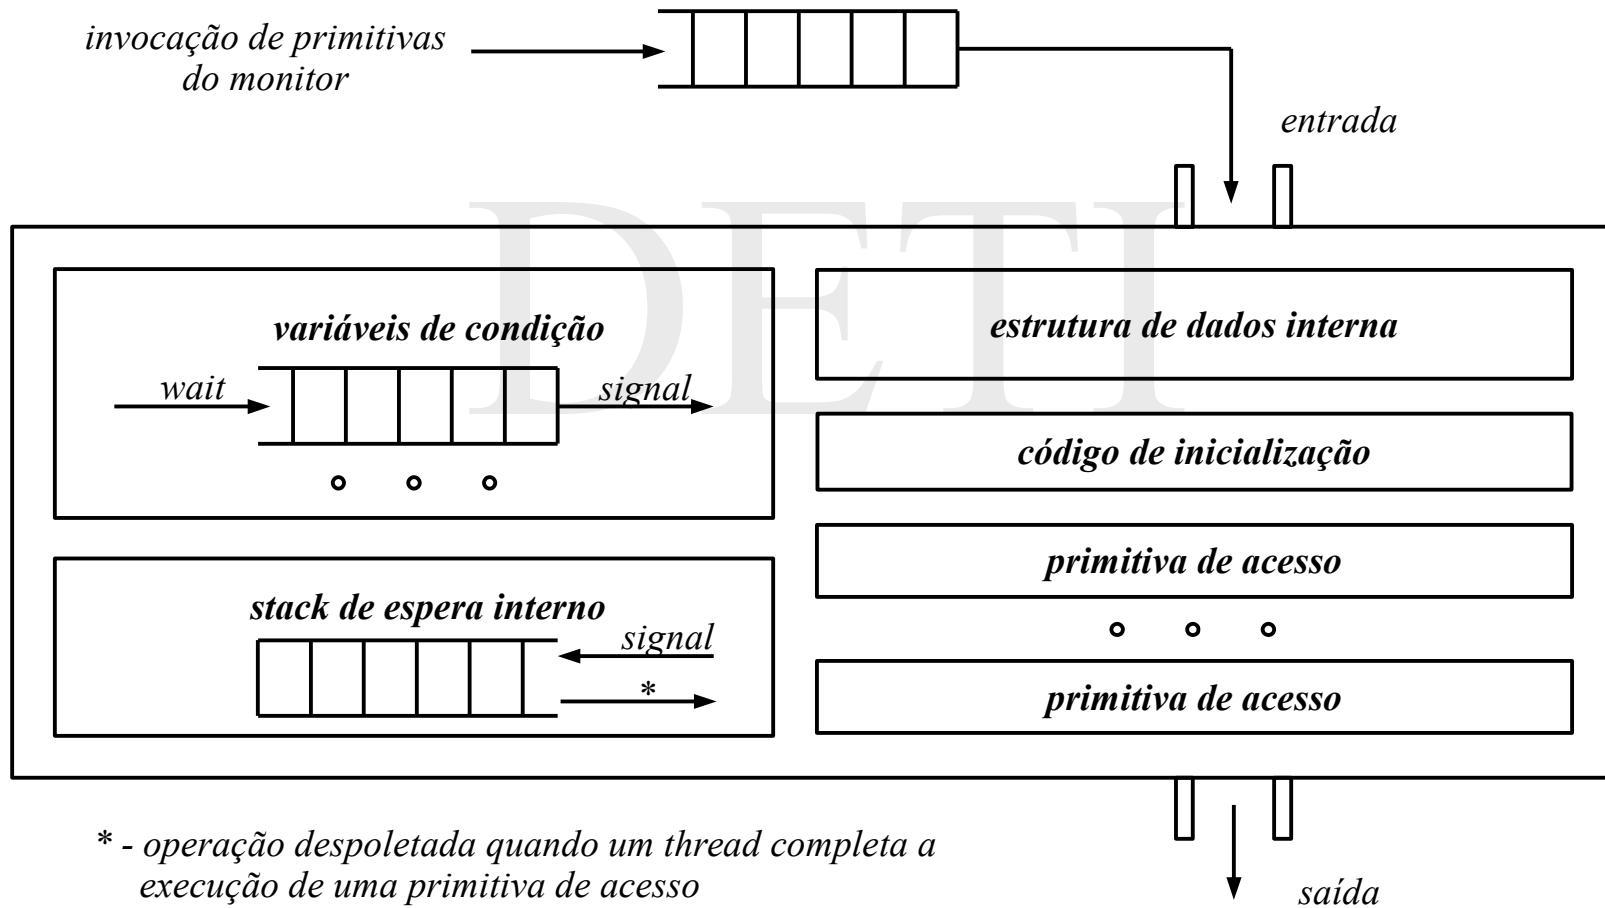 invocação de primitivas
do monitor
entrada
DETI
variáveis de condição
wait
signal
estrutura de dados interna
código de inicialização
primitiva de acesso
stack de espera interno
signal
*
primitiva de acesso
* - operação despoletada quando um thread completa a
execução de uma primitiva de acesso
saída